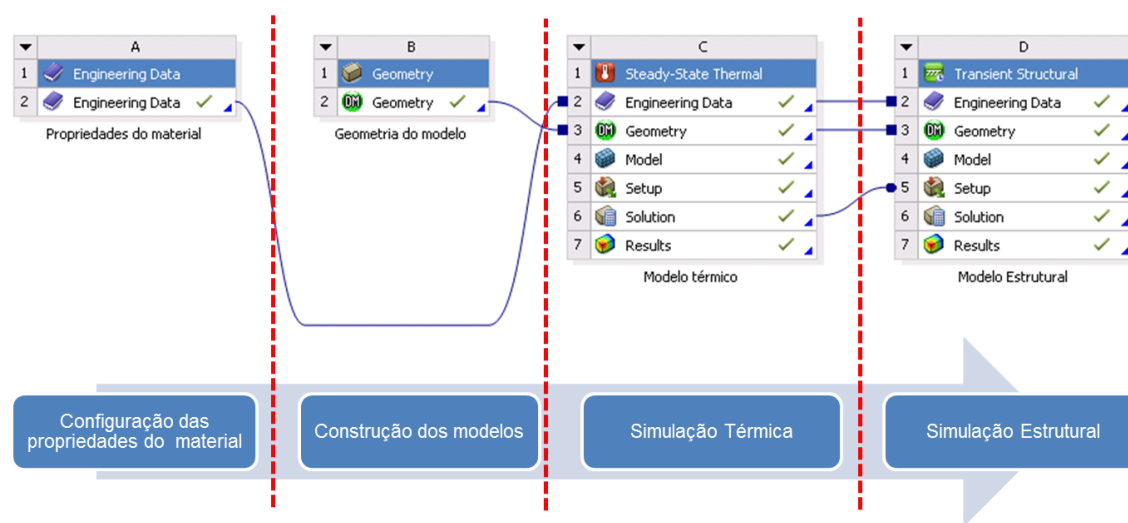 A
1 Engineering Data
2 Engineering Data
Propriedades do material
B
1 Geometry
2 DM Geometry
Geometria do modelo
C
1 Steady-State Thermal
2 Engineering Data
3 DM Geometry
4 Model
5 Setup
6 Solution
7 Results
Modelo térmico
D
1 Transient Structural
2 Engineering Data
3 DM Geometry
4 Model
5 Setup
6 Solution
7 Results
Modelo Estrutural
Configuração das
propriedades do material
Construção dos modelos
Simulação Térmica
Simulação Estrutural